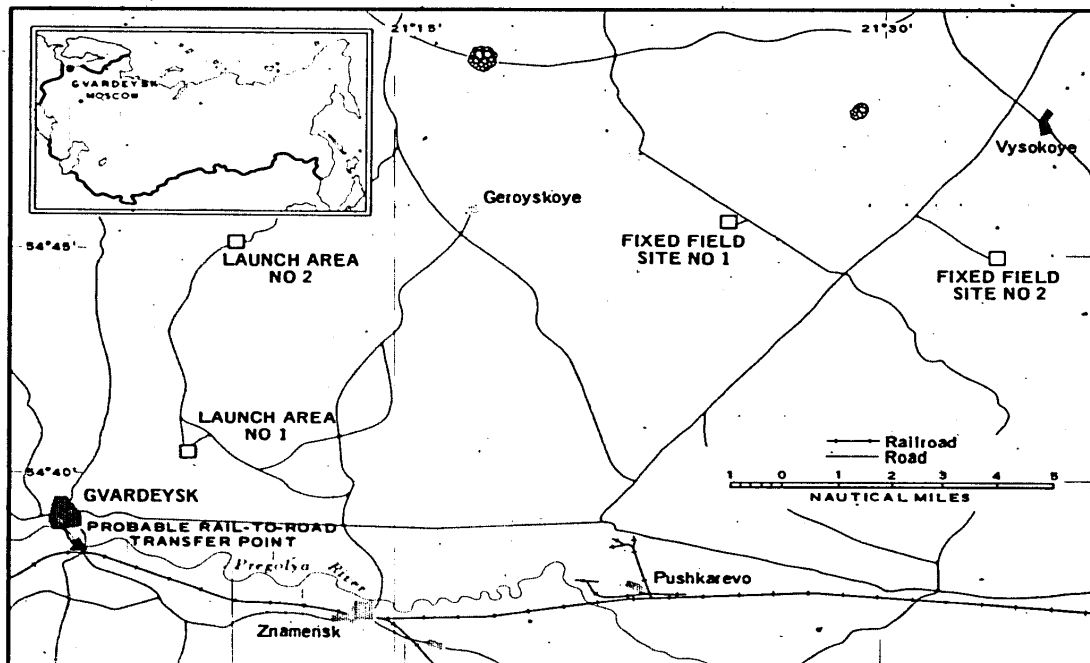 21°15'
21°30'
GVARDEYSK
MOSCOW
Vysokoye
Geroyskoye
54°45'
LAUNCH AREA
NO 2
FIXED FIELD
SITE NO 1
FIXED FIELD
SITE NO 2
LAUNCH AREA
NO 1
Railroad
Road
54°40'
1 0 1 2 3 4 5
NAUTICAL MILES
GVARDEYSK
PROBABLE RAIL-TO-ROAD
TRANSFER POINT
Pregolya River
Pushkarevo
Znamensk